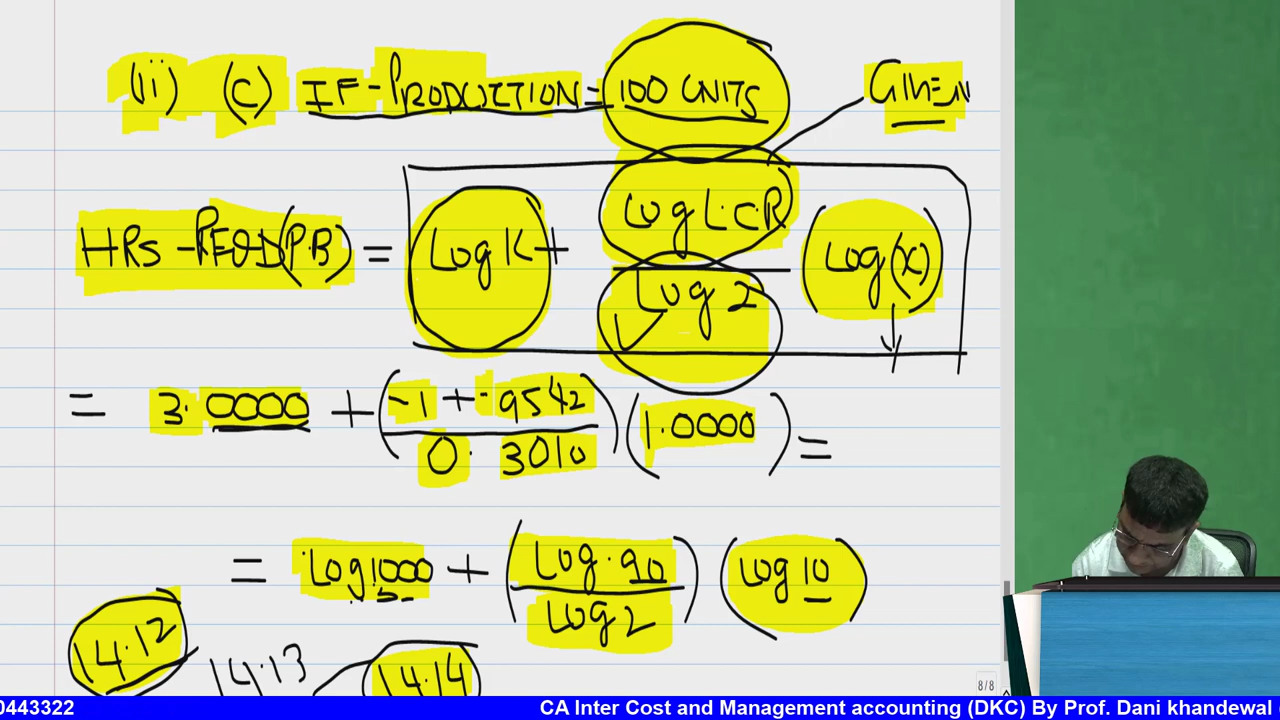 (ii) (C) IF - PRODUCTION = 100 UNITS GIVEN
HRS - REQD (P.B) = Log K + Log L.C.R / Log 2 (Log (x))
= 3.0000 + (-1 + .9542 / 0.3010) (1.0000) =
= Log 1000 + (Log .90 / Log 2) (Log 10)
14.12 14.13 14.14
8/8
0443322 CA Inter Cost and Management accounting (DKC) By Prof. Dani khandewal